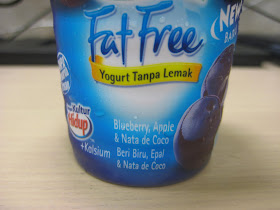 Fat Free
NEW
Yogurt Tanpa Lemak
Kultur
Hidup
+Kalsium
Blueberry, Apple
& Nata de Coco
Beri Biru, Epal
& Nata de Coco